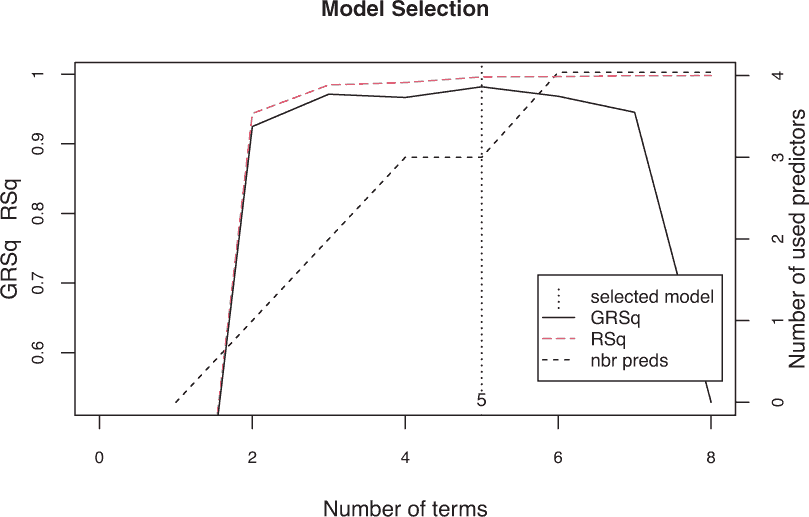 Model Selection
GRSq   RSq
1
0.9
0.8
0.7
0.6
4
3
2
1
0
Number of used predictors
selected model
GRSq
RSq
nbr preds
5
0 2 4 6 8
Number of terms